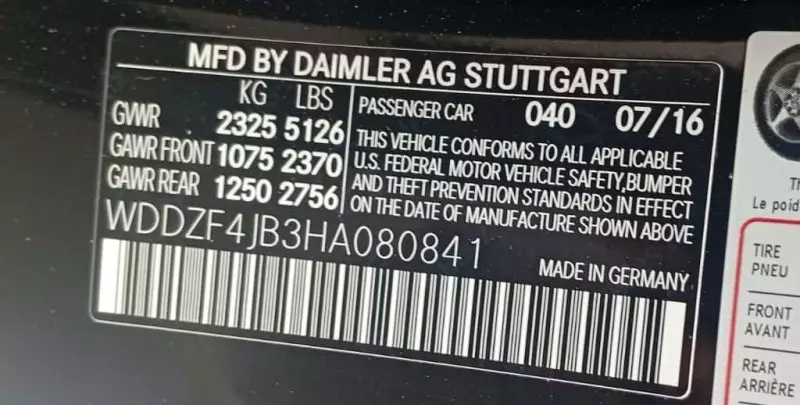 MFD BY DAIMLER AG STUTTGART
KG LBS
GVWR 2325 5126
GAWR FRONT 1075 2370
GAWR REAR 1250 2756
PASSENGER CAR 040 07/16
THIS VEHICLE CONFORMS TO ALL APPLICABLE
U.S. FEDERAL MOTOR VEHICLE SAFETY,BUMPER
AND THEFT PREVENTION STANDARDS IN EFFECT
ON THE DATE OF MANUFACTURE SHOWN ABOVE
WDDZF4JB3HA080841
MADE IN GERMANY
Le poid
TIRE
PNEU
FRONT
AVANT
REAR
ARRIÈRE